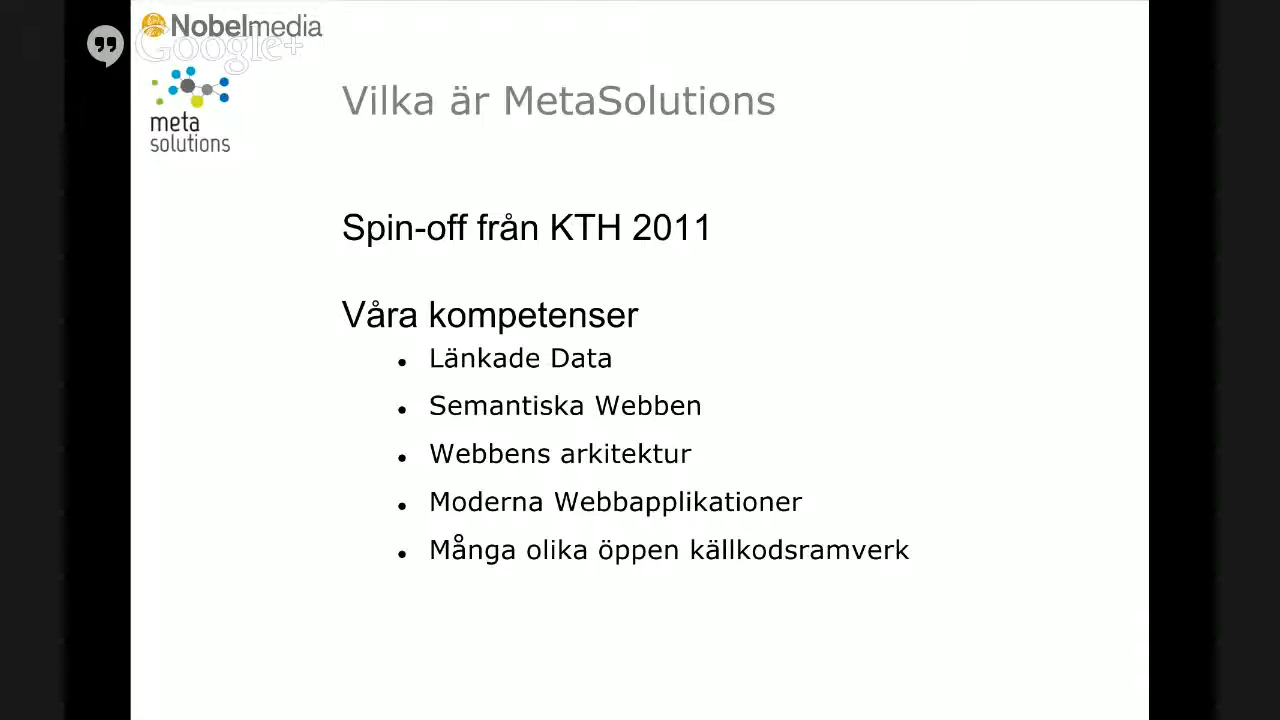 Nobelmedia
Google+
meta
solutions
Vilka är MetaSolutions
Spin-off från KTH 2011
Våra kompetenser
Länkade Data
Semantiska Webben
Webbens arkitektur
Moderna Webbapplikationer
Många olika öppen källkodsramverk